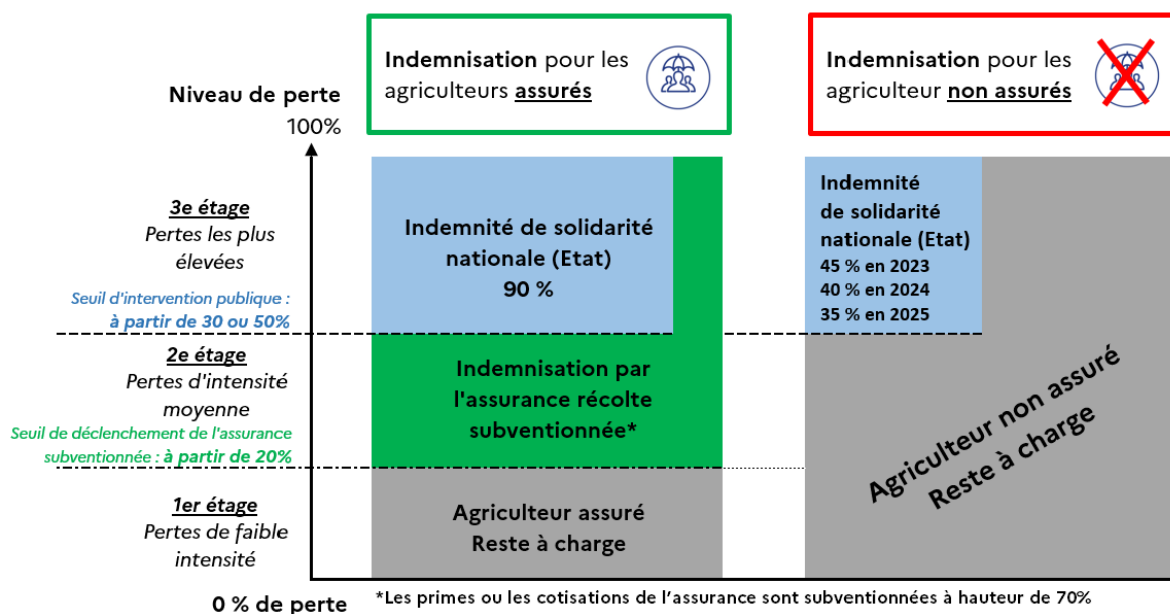 Indemnisation pour les
agriculteurs assurés
Indemnisation pour les
agriculteur non assurés
Niveau de perte
100%
3e étage
Pertes les plus
élevées
Seuil d'intervention publique :
à partir de 30 ou 50%
2e étage
Pertes d'intensité
moyenne
Seuil de déclenchement de l'assurance
subventionnée : à partir de 20%
1er étage
Pertes de faible
intensité
0 % de perte
Indemnité de solidarité
nationale (Etat)
90 %
Indemnisation par
l'assurance récolte
subventionnée*
Agriculteur assuré
Reste à charge
Indemnité
de solidarité
nationale (Etat)
45 % en 2023
40 % en 2024
35 % en 2025
Agriculteur non assuré
Reste à charge
*Les primes ou les cotisations de l'assurance sont subventionnées à hauteur de 70%